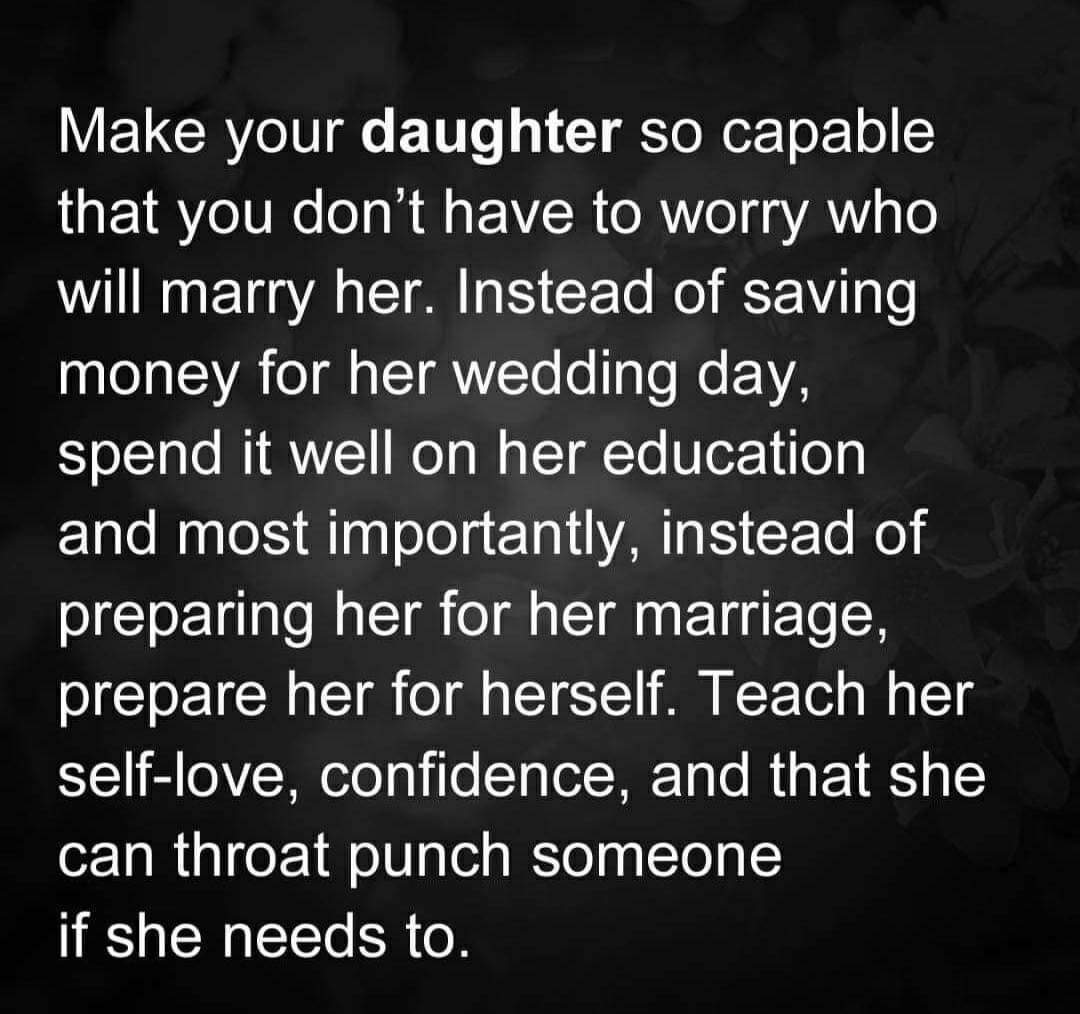 Make your daughter so capable
that you don’t have to worry who
will marry her. Instead of saving
money for her wedding day,
spend it well on her education
and most importantly, instead of
preparing her for her marriage,
prepare her for herself. Teach her
self-love, confidence, and that she
can throat punch someone
if she needs to.